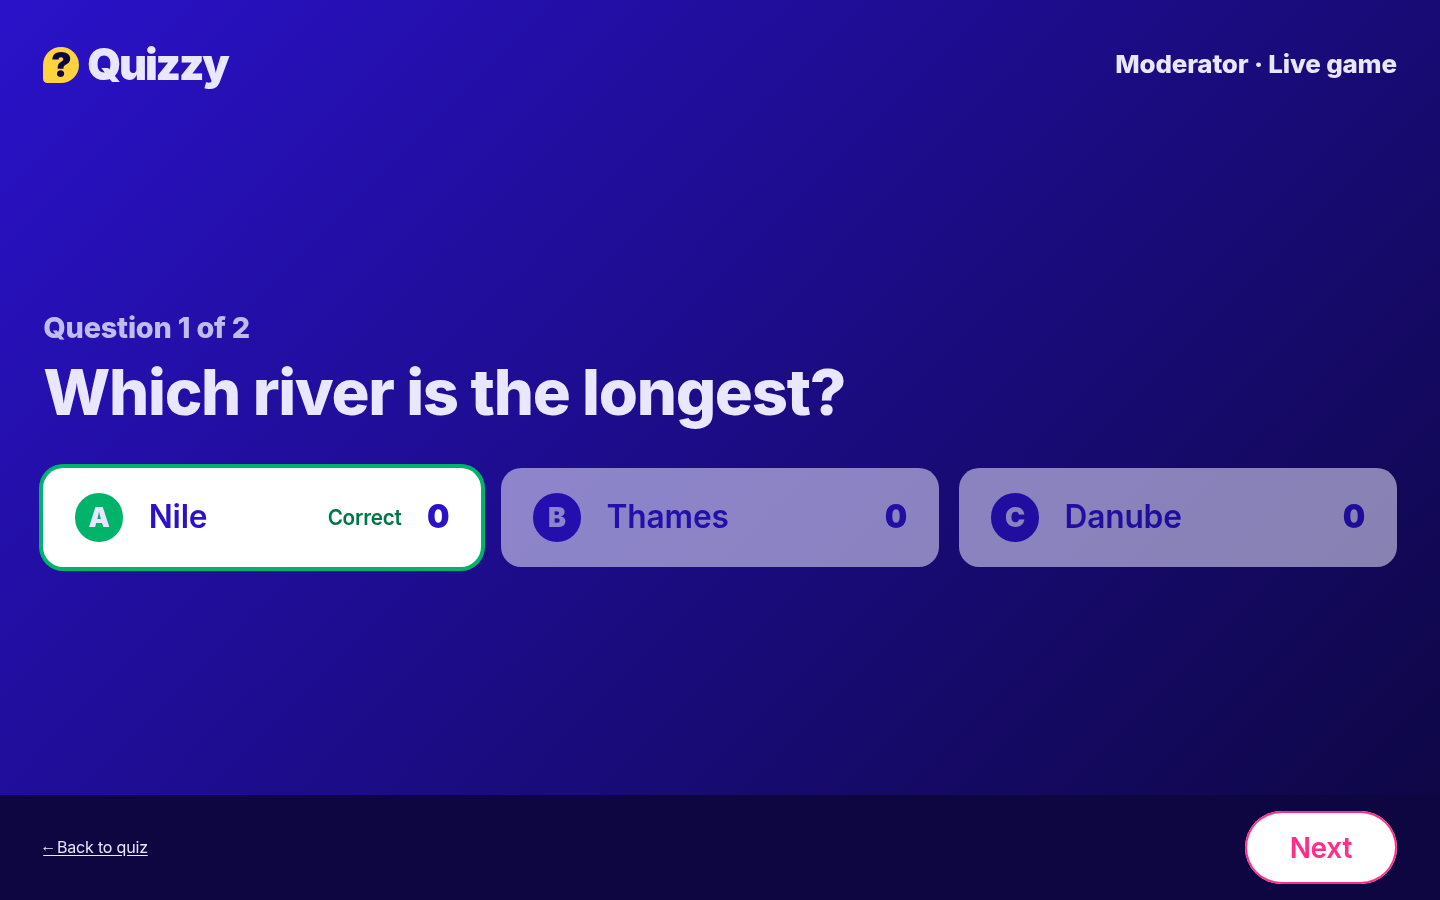 ? Quizzy
Moderator · Live game
Question 1 of 2
Which river is the longest?
A Nile Correct 0
B Thames 0
C Danube 0
←Back to quiz
Next